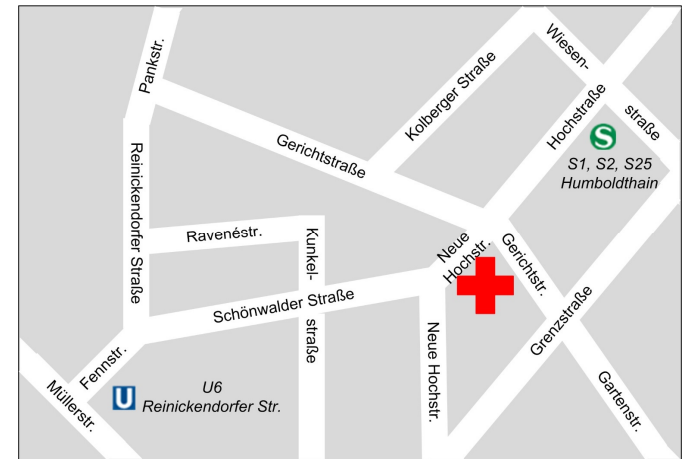 Pankstr.
Wiesen-
straße
Kolberger Straße
Hochstraße
S
S1, S2, S25
Humboldthain
Gerichtstraße
Reinickendorfer Straße
Ravenéstr.
Kunkel-
straße
Neue
Hochstr.
Gerichtstr.
Schönwalder Straße
Grenzstraße
Neue Hochstr.
Fennstr.
Müllerstr.
U
U6
Reinickendorfer Str.
Gartenstr.